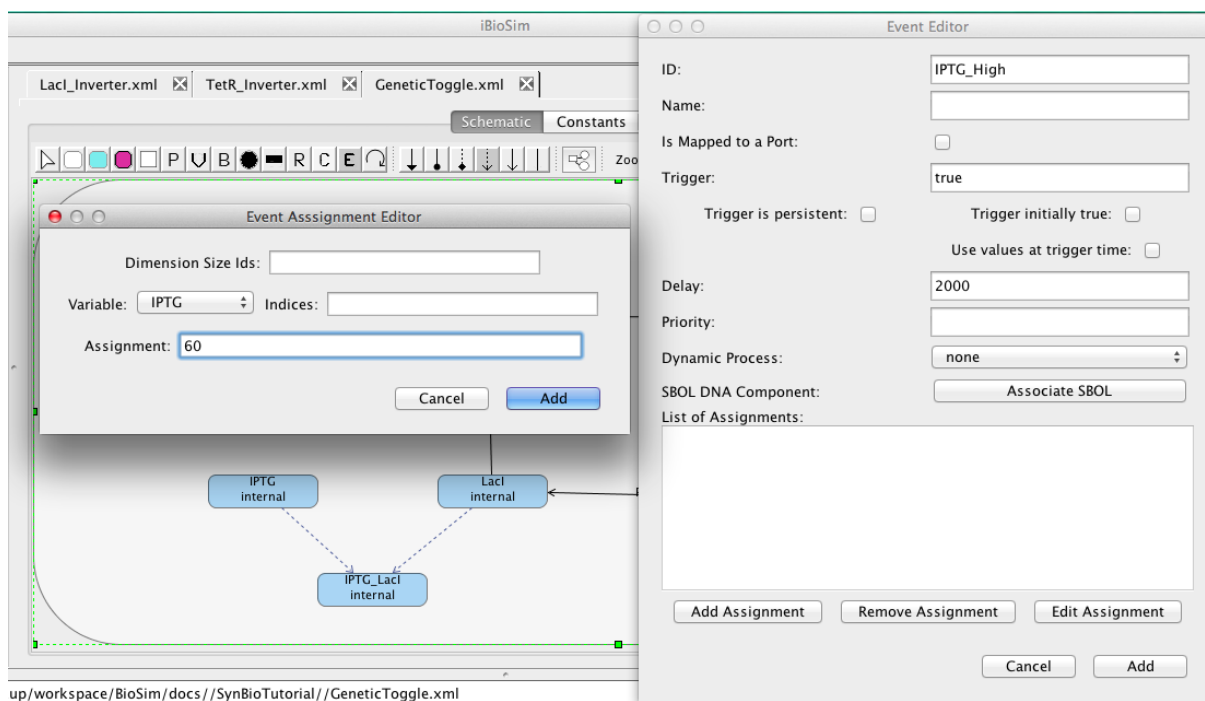 iBioSim
LacI_Inverter.xml TetR_Inverter.xml GeneticToggle.xml
Schematic Constants
P V B R C E Zoo
Event Asssignment Editor
Dimension Size Ids:
Variable: IPTG Indices:
Assignment: 60
Cancel Add
IPTG
internal
LacI
internal
IPTG_LacI
internal
up/workspace/BioSim/docs//SynBioTutorial//GeneticToggle.xml
Event Editor
ID: IPTG_High
Name:
Is Mapped to a Port:
Trigger: true
Trigger is persistent: Trigger initially true:
Use values at trigger time:
Delay: 2000
Priority:
Dynamic Process: none
SBOL DNA Component: Associate SBOL
List of Assignments:
Add Assignment Remove Assignment Edit Assignment
Cancel Add